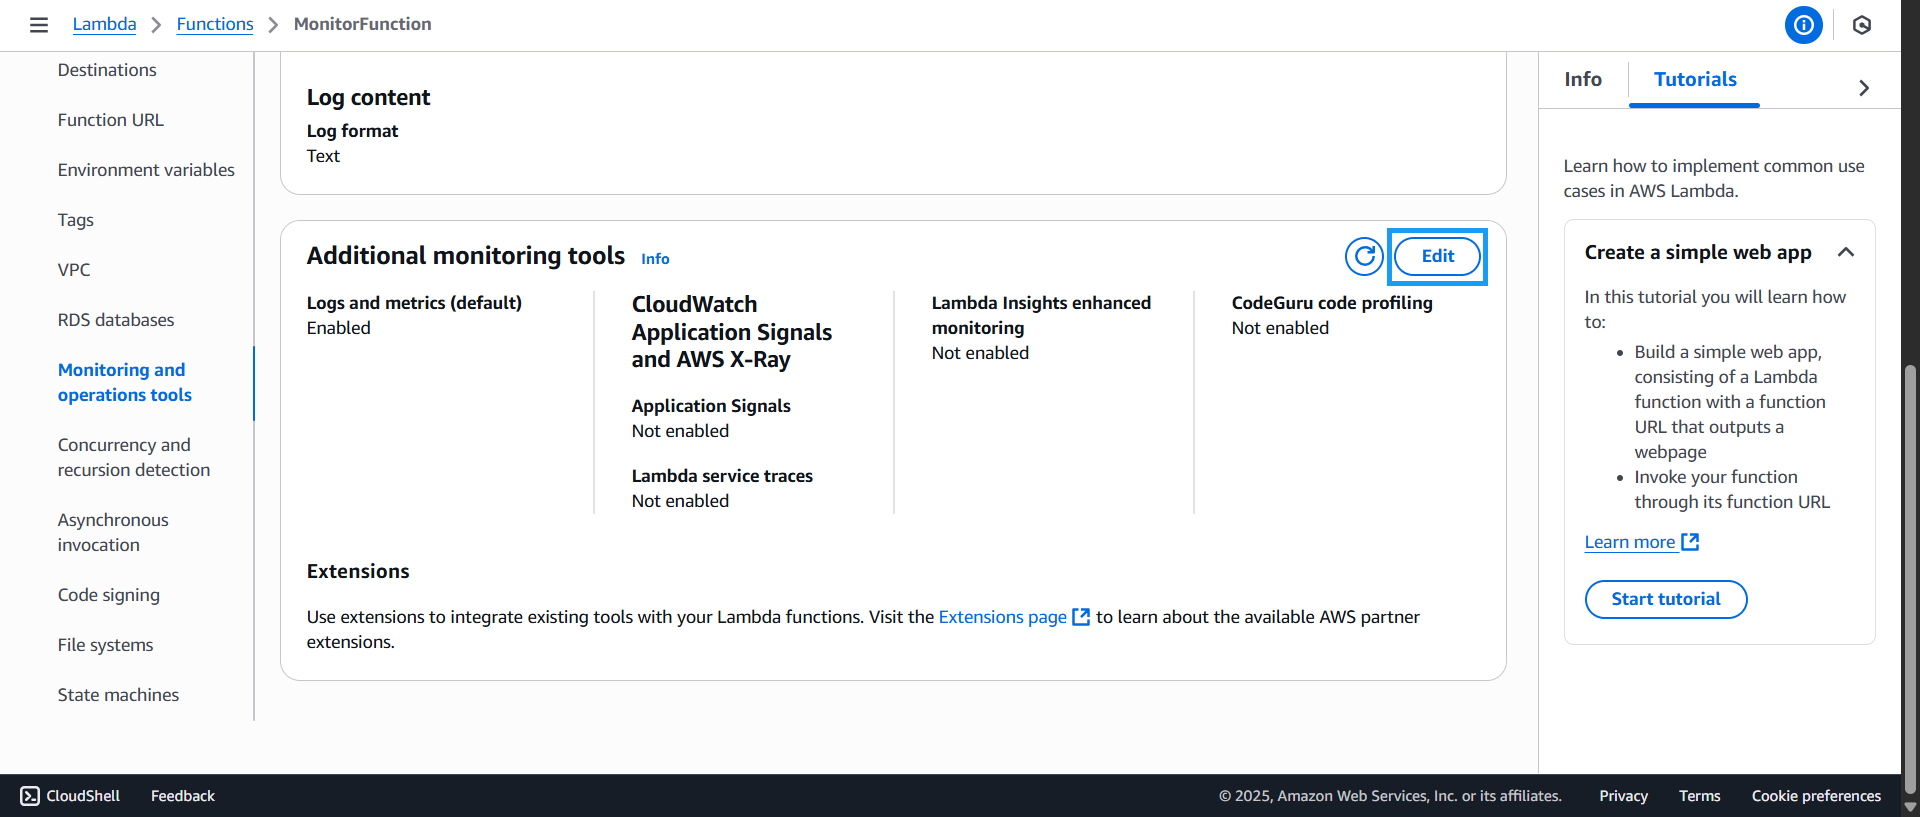 Lambda
Functions
MonitorFunction
Destinations
Function URL
Environment variables
Tags
VPC
RDS databases
Monitoring and
operations tools
Concurrency and
recursion detection
Asynchronous
invocation
Code signing
File systems
State machines
Log content
Log format
Text
Additional monitoring tools Info
Edit
Logs and metrics (default)
Enabled
CloudWatch
Application Signals
and AWS X-Ray
Application Signals
Not enabled
Lambda service traces
Not enabled
Lambda Insights enhanced
monitoring
Not enabled
CodeGuru code profiling
Not enabled
Extensions
Use extensions to integrate existing tools with your Lambda functions. Visit the Extensions page to learn about the available AWS partner
extensions.
Info
Tutorials
Learn how to implement common use
cases in AWS Lambda.
Create a simple web app
In this tutorial you will learn how
to:
• Build a simple web app,
consisting of a Lambda
function with a function
URL that outputs a
webpage
• Invoke your function
through its function URL
Learn more
Start tutorial
CloudShell
Feedback
© 2025, Amazon Web Services, Inc. or its affiliates.
Privacy
Terms
Cookie preferences